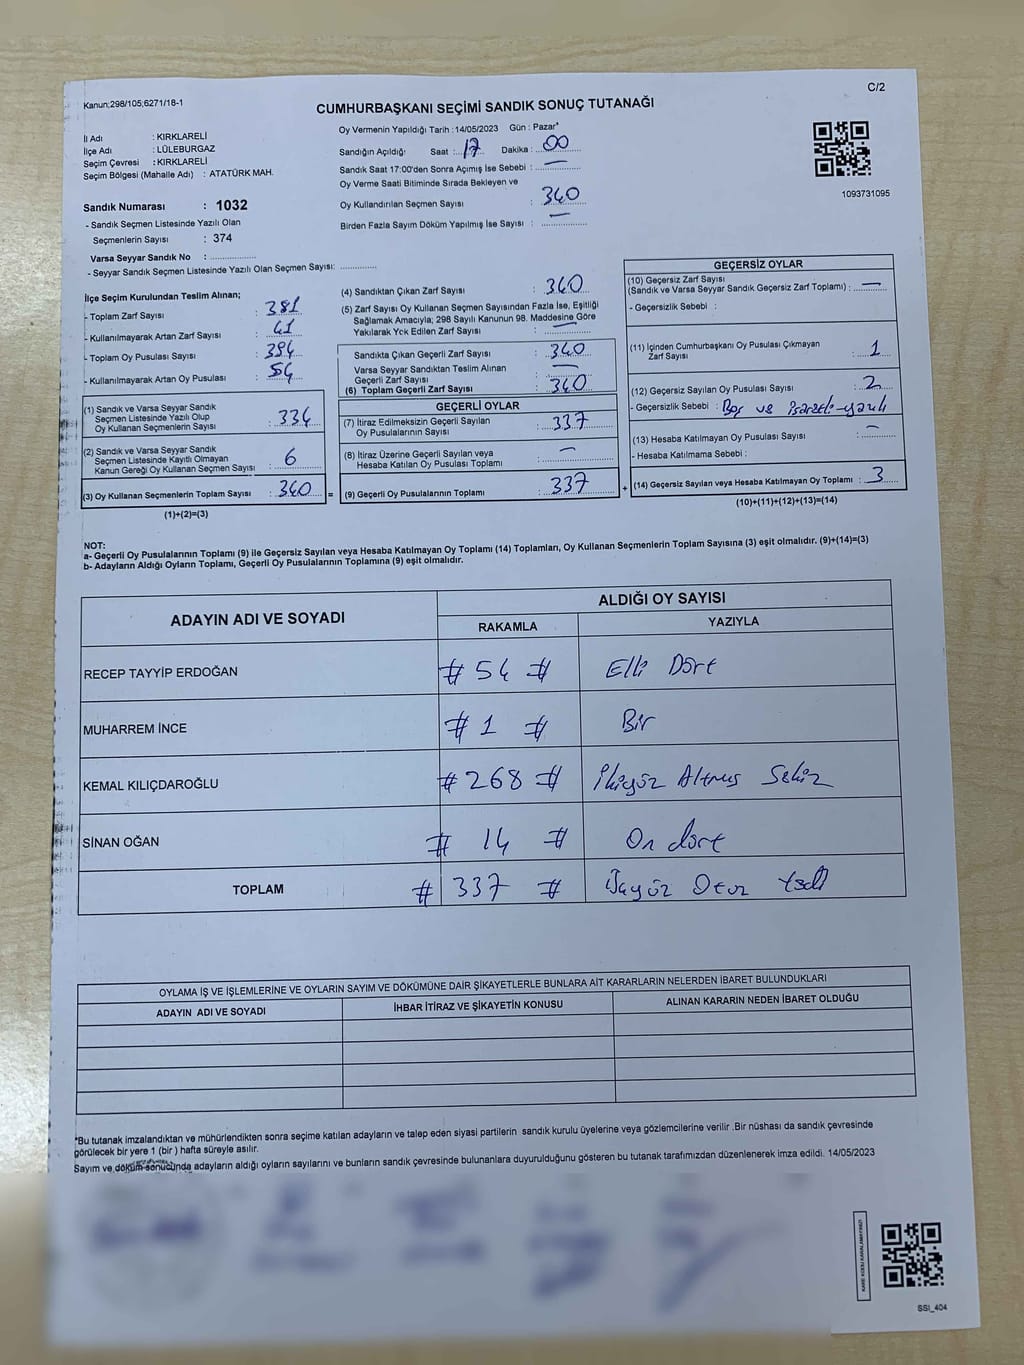 Kanun;298/105;6271/18-1
C/2
CUMHURBAŞKANI SEÇİMİ SANDIK SONUÇ TUTANAĞI
İl Adı : KIRKLARELİ
İlçe Adı : LÜLEBURGAZ
Seçim Çevresi : KIRKLARELİ
Seçim Bölgesi (Mahalle Adı) : ATATÜRK MAH.
Sandık Numarası : 1032
- Sandık Seçmen Listesinde Yazılı Olan
Seçmenlerin Sayısı : 374
Varsa Seyyar Sandık No :
- Seyyar Sandık Seçmen Listesinde Yazılı Olan Seçmen Sayısı:
Oy Vermenin Yapıldığı Tarih : 14/05/2023 Gün : Pazar*
Sandığın Açıldığı Saat : 17 Dakika : 00
Sandık Saat 17:00'den Sonra Açımış İse Sebebi : —
Oy Verme Saati Bitiminde Sırada Bekleyen ve
Oy Kullandırılan Seçmen Sayısı : 340
Birden Fazla Sayım Döküm Yapılmış İse Sayısı : —
1093731095
İlçe Seçim Kurulundan Teslim Alınan;
- Toplam Zarf Sayısı : 381
- Kullanılmayarak Artan Zarf Sayısı : 41
- Toplam Oy Pusulası Sayısı : 394
- Kullanılmayarak Artan Oy Pusulası : 54
(1) Sandık ve Varsa Seyyar Sandık
Seçmen Listesinde Yazılı Olup
Oy Kullanan Seçmenlerin Sayısı : 334
(2) Sandık ve Varsa Seyyar Sandık
Seçmen Listesinde Kayıtlı Olmayan
Kanun Gereği Oy Kullanan Seçmen Sayısı : 6
(3) Oy Kullanan Seçmenlerin Toplam Sayısı : 340 =
(1)+(2)=(3)
(4) Sandıktan Çıkan Zarf Sayısı : 340
(5) Zarf Sayısı Oy Kullanan Seçmen Sayısından Fazla İse, Eşitliği
Sağlamak Amacıyla; 298 Sayılı Kanunun 98. Maddesine Göre
Yakılarak Yok Edilen Zarf Sayısı : —
Sandıkta Çıkan Geçerli Zarf Sayısı : 340
Varsa Seyyar Sandıktan Teslim Alınan
Geçerli Zarf Sayısı : —
(6) Toplam Geçerli Zarf Sayısı : 340
GEÇERLİ OYLAR
(7) İtiraz Edilmeksizin Geçerli Sayılan
Oy Pusulalarının Sayısı : 337
(8) İtiraz Üzerine Geçerli Sayılan veya
Hesaba Katılan Oy Pusulası Toplamı : —
(9) Geçerli Oy Pusulalarının Toplamı : 337 +
GEÇERSİZ OYLAR
(10) Geçersiz Zarf Sayısı
(Sandık ve Varsa Seyyar Sandık Geçersiz Zarf Toplamı) : —
- Geçersizlik Sebebi :
(11) İçinden Cumhurbaşkanı Oy Pusulası Çıkmayan
Zarf Sayısı : 1
(12) Geçersiz Sayılan Oy Pusulası Sayısı : 2
- Geçersizlik Sebebi : Boş ve işaretli-yazılı
(13) Hesaba Katılmayan Oy Pusulası Sayısı : —
- Hesaba Katılmama Sebebi :
(14) Geçersiz Sayılan veya Hesaba Katılmayan Oy Toplamı : 3
(10)+(11)+(12)+(13)=(14)
NOT:
a- Geçerli Oy Pusulalarının Toplamı (9) ile Geçersiz Sayılan veya Hesaba Katılmayan Oy Toplamı (14) Toplamları, Oy Kullanan Seçmenlerin Toplam Sayısına (3) eşit olmalıdır. (9)+(14)=(3)
b- Adayların Aldığı Oyların Toplamı, Geçerli Oy Pusulalarının Toplamına (9) eşit olmalıdır.
ADAYIN ADI VE SOYADI
ALDIĞI OY SAYISI
RAKAMLA YAZIYLA
RECEP TAYYİP ERDOĞAN # 54 # Elli Dört
MUHARREM İNCE # 1 # Bir
KEMAL KILIÇDAROĞLU # 268 # İkiyüz Altmış Sekiz
SİNAN OĞAN # 14 # On dört
TOPLAM # 337 # Üçyüz Otuz Yedi
OYLAMA İŞ VE İŞLEMLERİNE VE OYLARIN SAYIM VE DÖKÜMÜNE DAİR ŞİKAYETLERLE BUNLARA AİT KARARLARIN NELERDEN İBARET BULUNDUKLARI
ADAYIN ADI VE SOYADI İHBAR İTİRAZ VE ŞİKAYETİN KONUSU ALINAN KARARIN NEDEN İBARET OLDUĞU
*Bu tutanak imzalandıktan ve mühürlendikten sonra seçime katılan adayların ve talep eden siyasi partilerin sandık kurulu üyelerine veya gözlemcilerine verilir .Bir nüshası da sandık çevresinde
görülecek bir yere 1 (bir ) hafta süreyle asılır.
Sayım ve döküm sonucunda adayların aldığı oyların sayılarını ve bunların sandık çevresinde bulunanlara duyurulduğunu gösteren bu tutanak tarafımızdan düzenlenerek imza edildi. 14/05/2023
KARE KODU KARALAMAYINIZ!
SSI_404